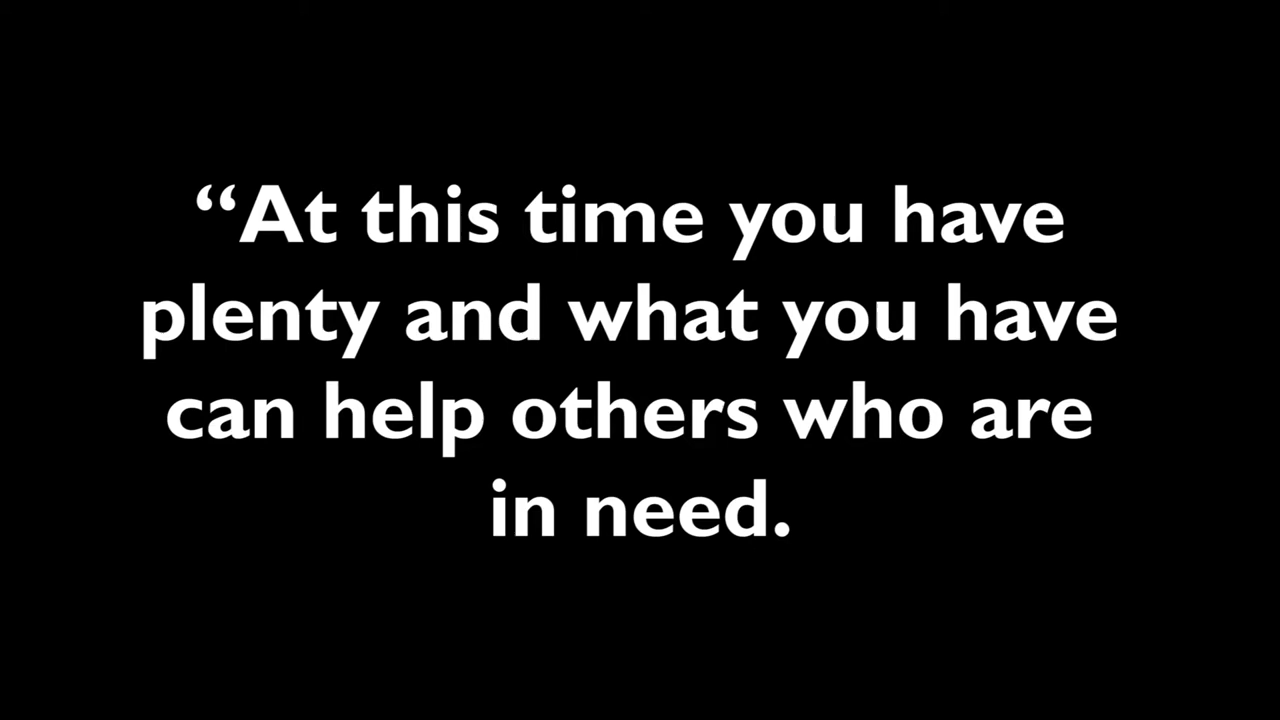 “At this time you have
plenty and what you have
can help others who are
in need.